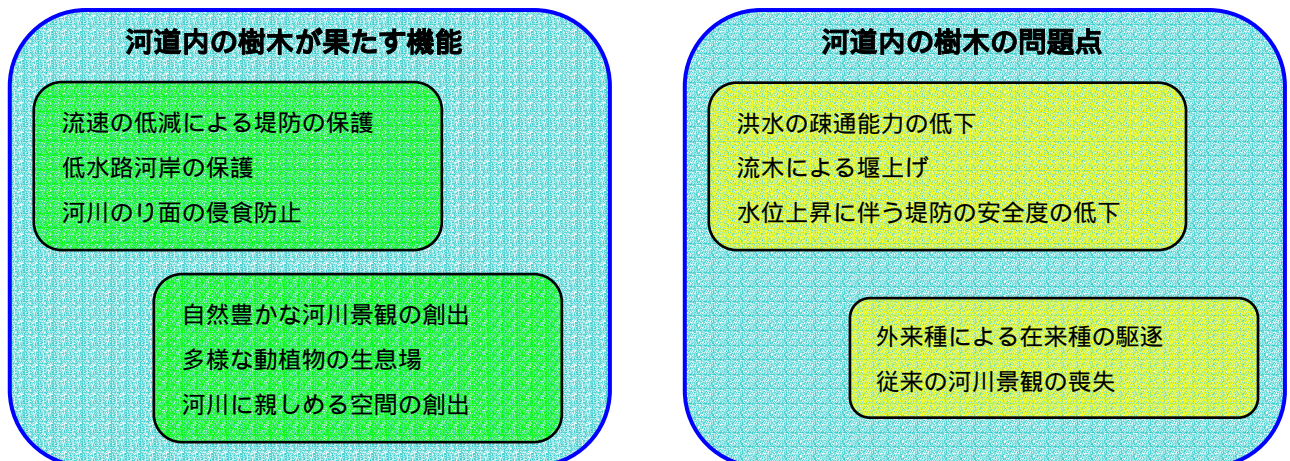 河道内の樹木が果たす機能
流速の低減による堤防の保護
低水路河岸の保護
河川のり面の侵食防止
自然豊かな河川景観の創出
多様な動植物の生息場
河川に親しめる空間の創出
河道内の樹木の問題点
洪水の疎通能力の低下
流木による堰上げ
水位上昇に伴う堤防の安全度の低下
外来種による在来種の駆逐
従来の河川景観の喪失